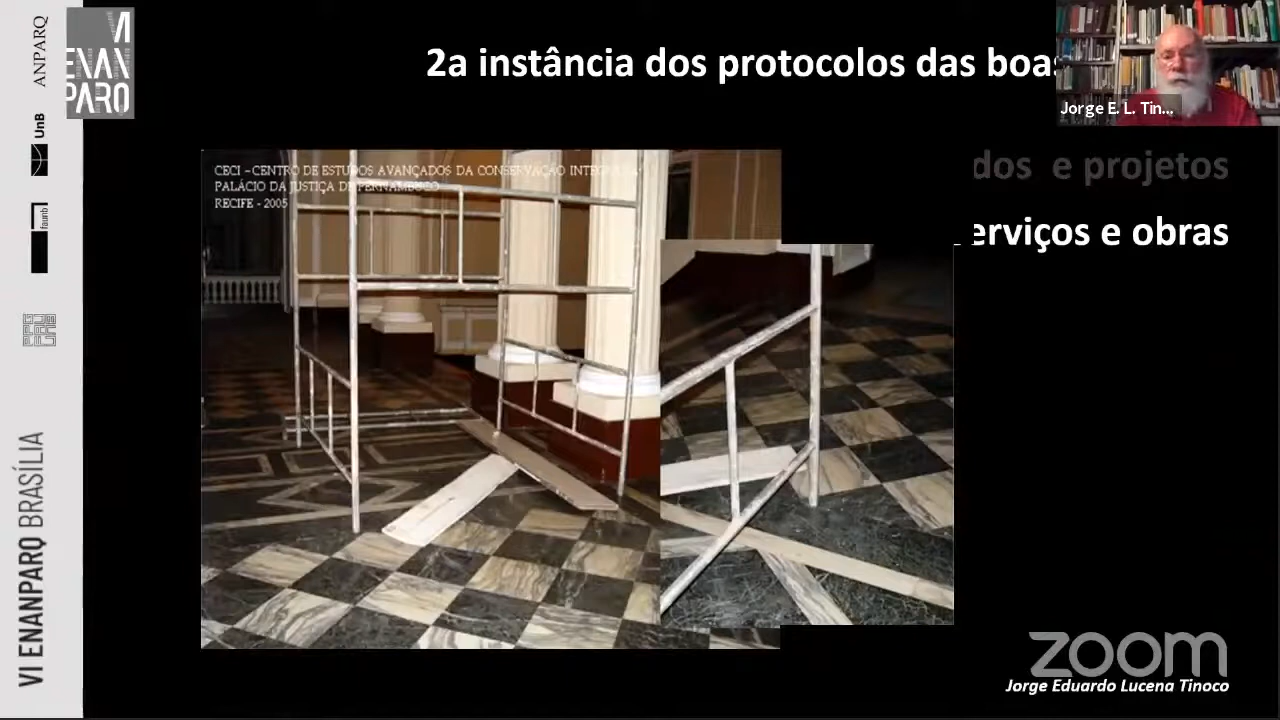 2a instância dos protocolos das boas
Jorge E. L. Tin...
dos e projetos
erviços e obras
CECI – CENTRO DE ESTUDOS AVANÇADOS DA CONSERVAÇÃO INTEGRADA
PALÁCIO DA JUSTIÇA DE PERNAMBUCO
RECIFE - 2005
zoom
Jorge Eduardo Lucena Tinoco
VI ENANPARQ BRASÍLIA
faunb
UnB
ANPARQ
VI
ENAN
PARQ